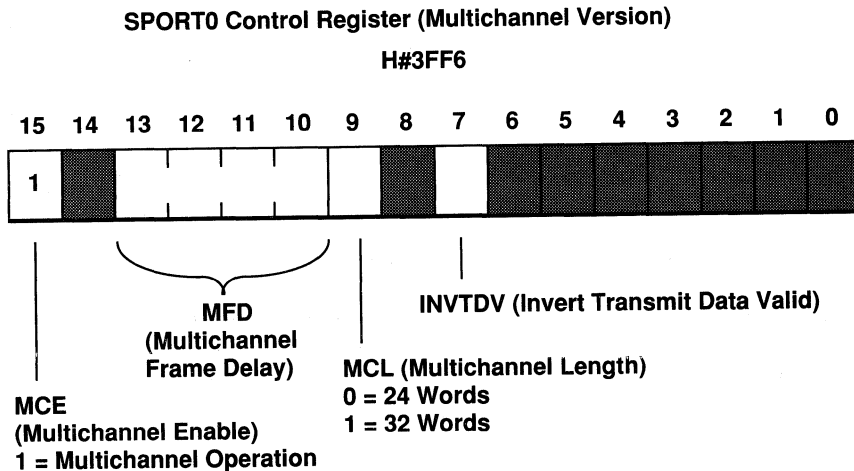 SPORT0 Control Register (Multichannel Version)
H#3FF6
15 14 13 12 11 10 9 8 7 6 5 4 3 2 1 0
1
MFD
(Multichannel
Frame Delay)
INVTDV (Invert Transmit Data Valid)
MCL (Multichannel Length)
0 = 24 Words
1 = 32 Words
MCE
(Multichannel Enable)
1 = Multichannel Operation